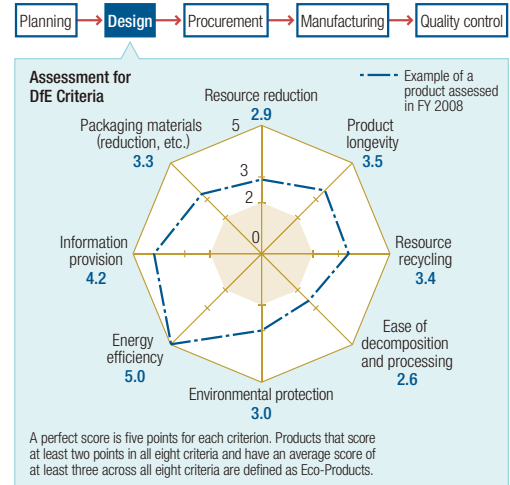 Planning
Design
Procurement
Manufacturing
Quality control
Assessment for
DfE Criteria
Example of a
product assessed
in FY 2008
Resource reduction
2.9
Packaging materials
(reduction, etc.)
3.3
Product
longevity
3.5
5
3
2
0
Information
provision
4.2
Resource
recycling
3.4
Energy
efficiency
5.0
Ease of
decomposition
and processing
2.6
Environmental protection
3.0
A perfect score is five points for each criterion. Products that score
at least two points in all eight criteria and have an average score of
at least three across all eight criteria are defined as Eco-Products.